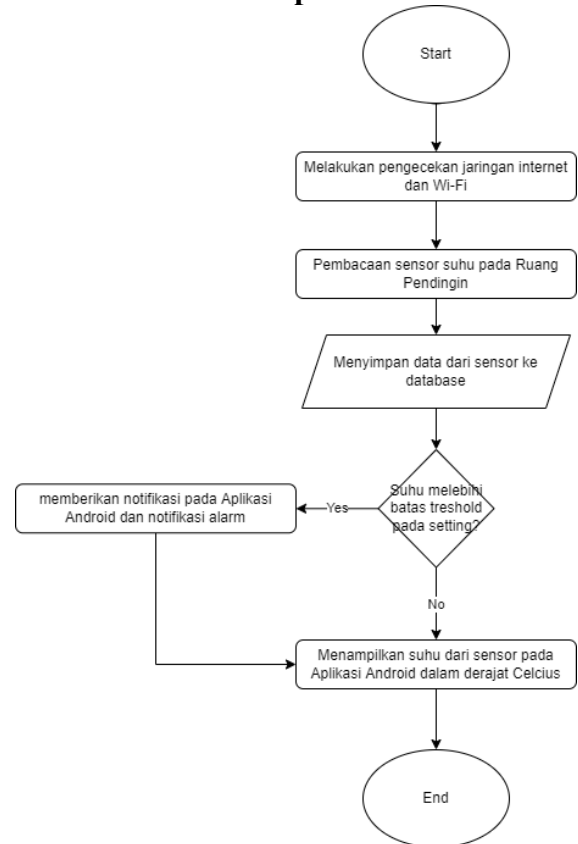 Start
Melakukan pengecekan jaringan internet
dan Wi-Fi
Pembacaan sensor suhu pada Ruang
Pendingin
Menyimpan data dari sensor ke
database
Suhu melebihi
batas treshold
pada setting?
Yes
memberikan notifikasi pada Aplikasi
Android dan notifikasi alarm
No
Menampilkan suhu dari sensor pada
Aplikasi Android dalam derajat Celcius
End